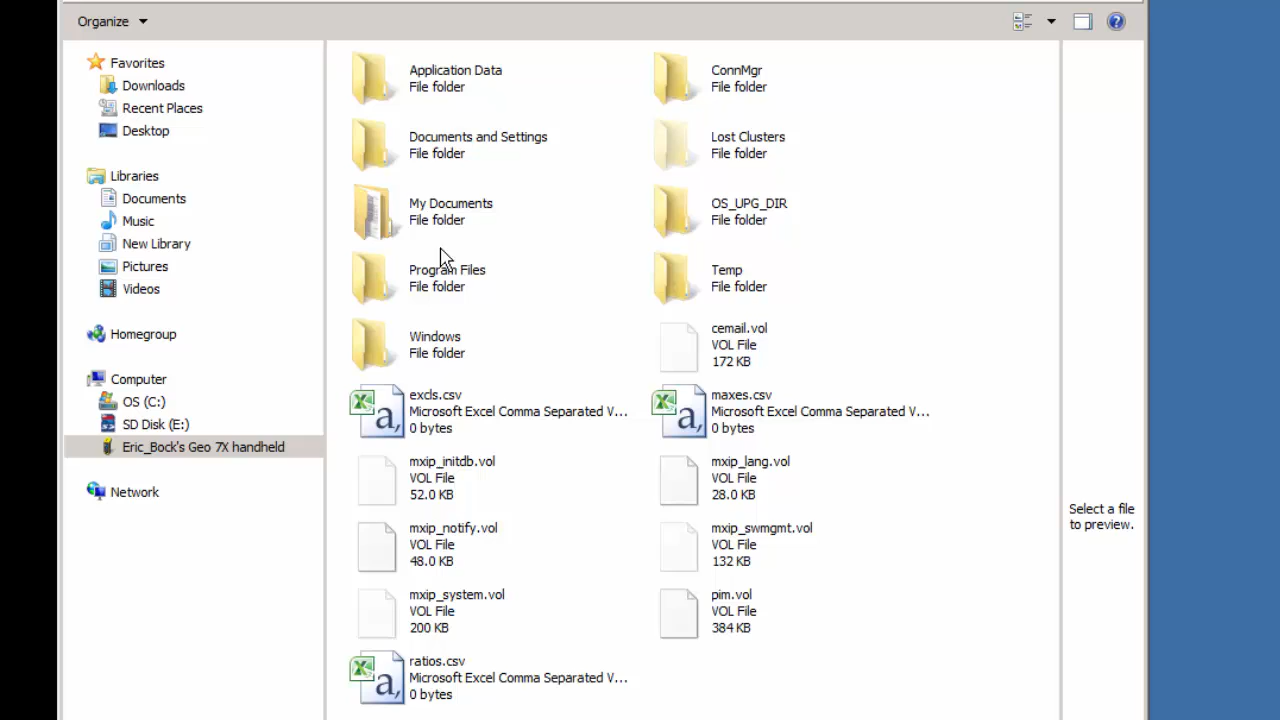 Organize
Favorites
Downloads
Recent Places
Desktop
Libraries
Documents
Music
New Library
Pictures
Videos
Homegroup
Computer
OS (C:)
SD Disk (E:)
Eric_Bock's Geo 7X handheld
Network
Application Data
File folder
ConnMgr
File folder
Documents and Settings
File folder
Lost Clusters
File folder
My Documents
File folder
OS_UPG_DIR
File folder
Program Files
File folder
Temp
File folder
Windows
File folder
cemail.vol
VOL File
172 KB
excls.csv
Microsoft Excel Comma Separated V...
0 bytes
maxes.csv
Microsoft Excel Comma Separated V...
0 bytes
mxip_initdb.vol
VOL File
52.0 KB
mxip_lang.vol
VOL File
28.0 KB
mxip_notify.vol
VOL File
48.0 KB
mxip_swmgmt.vol
VOL File
132 KB
mxip_system.vol
VOL File
200 KB
pim.vol
VOL File
384 KB
ratios.csv
Microsoft Excel Comma Separated V...
0 bytes
Select a file
to preview.